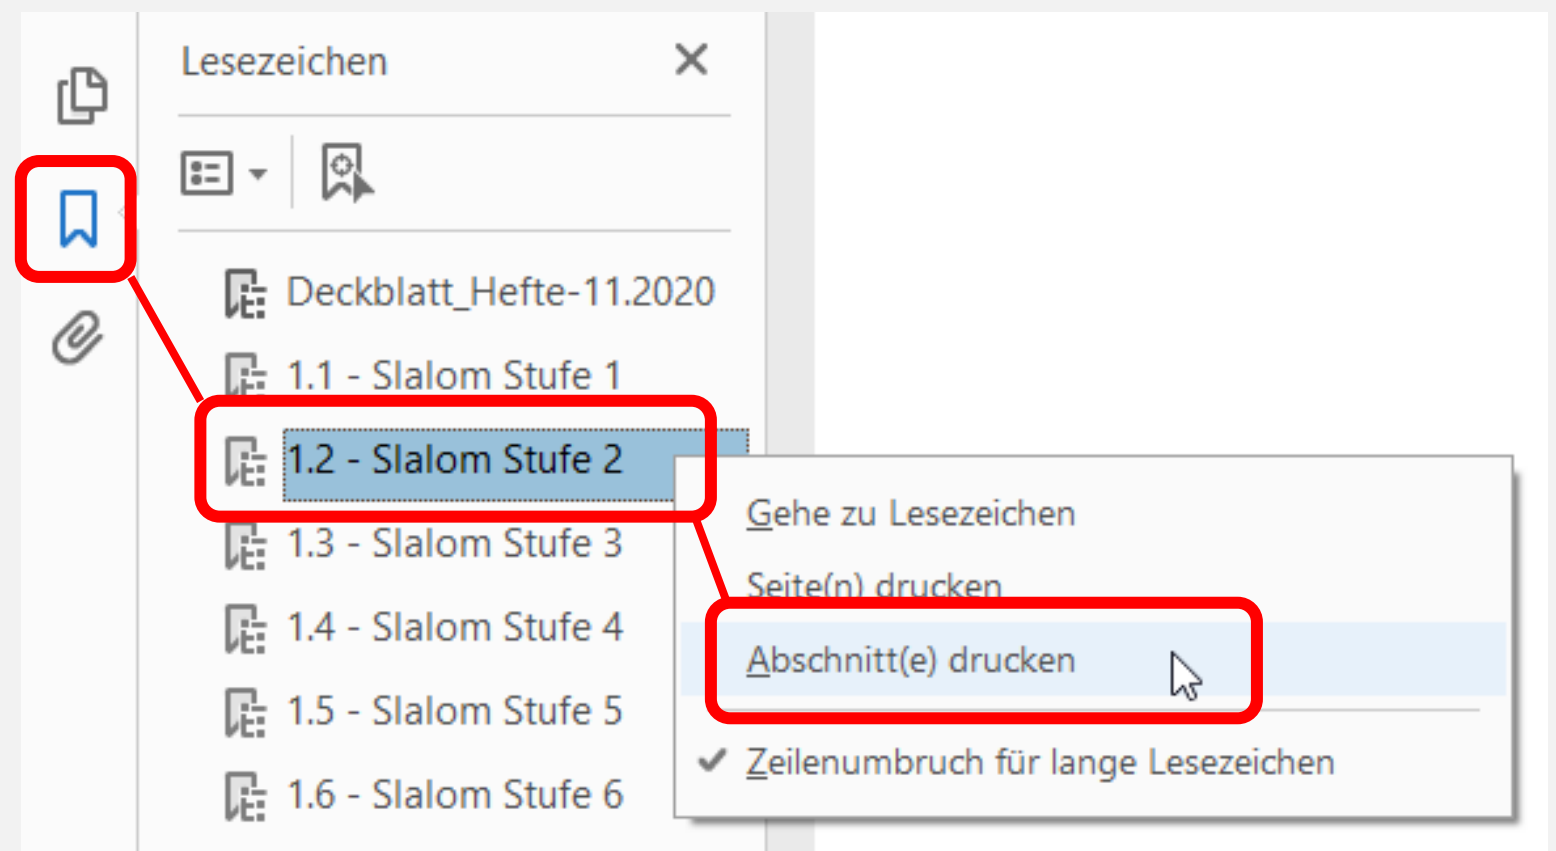 Lesezeichen
Deckblatt_Hefte-11.2020
1.1 - Slalom Stufe 1
1.2 - Slalom Stufe 2
1.3 - Slalom Stufe 3
1.4 - Slalom Stufe 4
1.5 - Slalom Stufe 5
1.6 - Slalom Stufe 6
Gehe zu Lesezeichen
Seite(n) drucken
Abschnitt(e) drucken
Zeilenumbruch für lange Lesezeichen